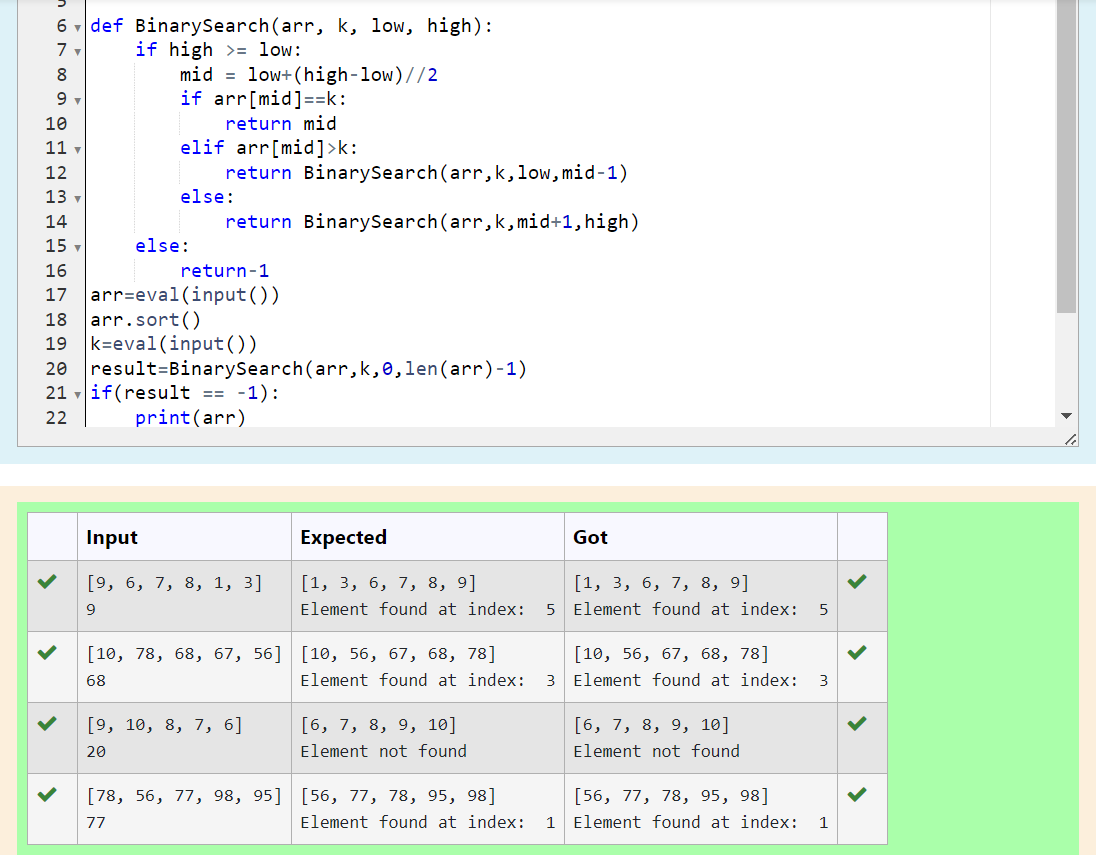 5
6 def BinarySearch(arr, k, low, high):
7     if high >= low:
8         mid = low+(high-low)//2
9         if arr[mid]==k:
10             return mid
11         elif arr[mid]>k:
12             return BinarySearch(arr,k,low,mid-1)
13         else:
14             return BinarySearch(arr,k,mid+1,high)
15     else:
16         return-1
17 arr=eval(input())
18 arr.sort()
19 k=eval(input())
20 result=BinarySearch(arr,k,0,len(arr)-1)
21 if(result == -1):
22     print(arr)
Input Expected Got
[9, 6, 7, 8, 1, 3] [1, 3, 6, 7, 8, 9] [1, 3, 6, 7, 8, 9]
9 Element found at index:  5 Element found at index:  5
[10, 78, 68, 67, 56] [10, 56, 67, 68, 78] [10, 56, 67, 68, 78]
68 Element found at index:  3 Element found at index:  3
[9, 10, 8, 7, 6] [6, 7, 8, 9, 10] [6, 7, 8, 9, 10]
20 Element not found Element not found
[78, 56, 77, 98, 95] [56, 77, 78, 95, 98] [56, 77, 78, 95, 98]
77 Element found at index:  1 Element found at index:  1